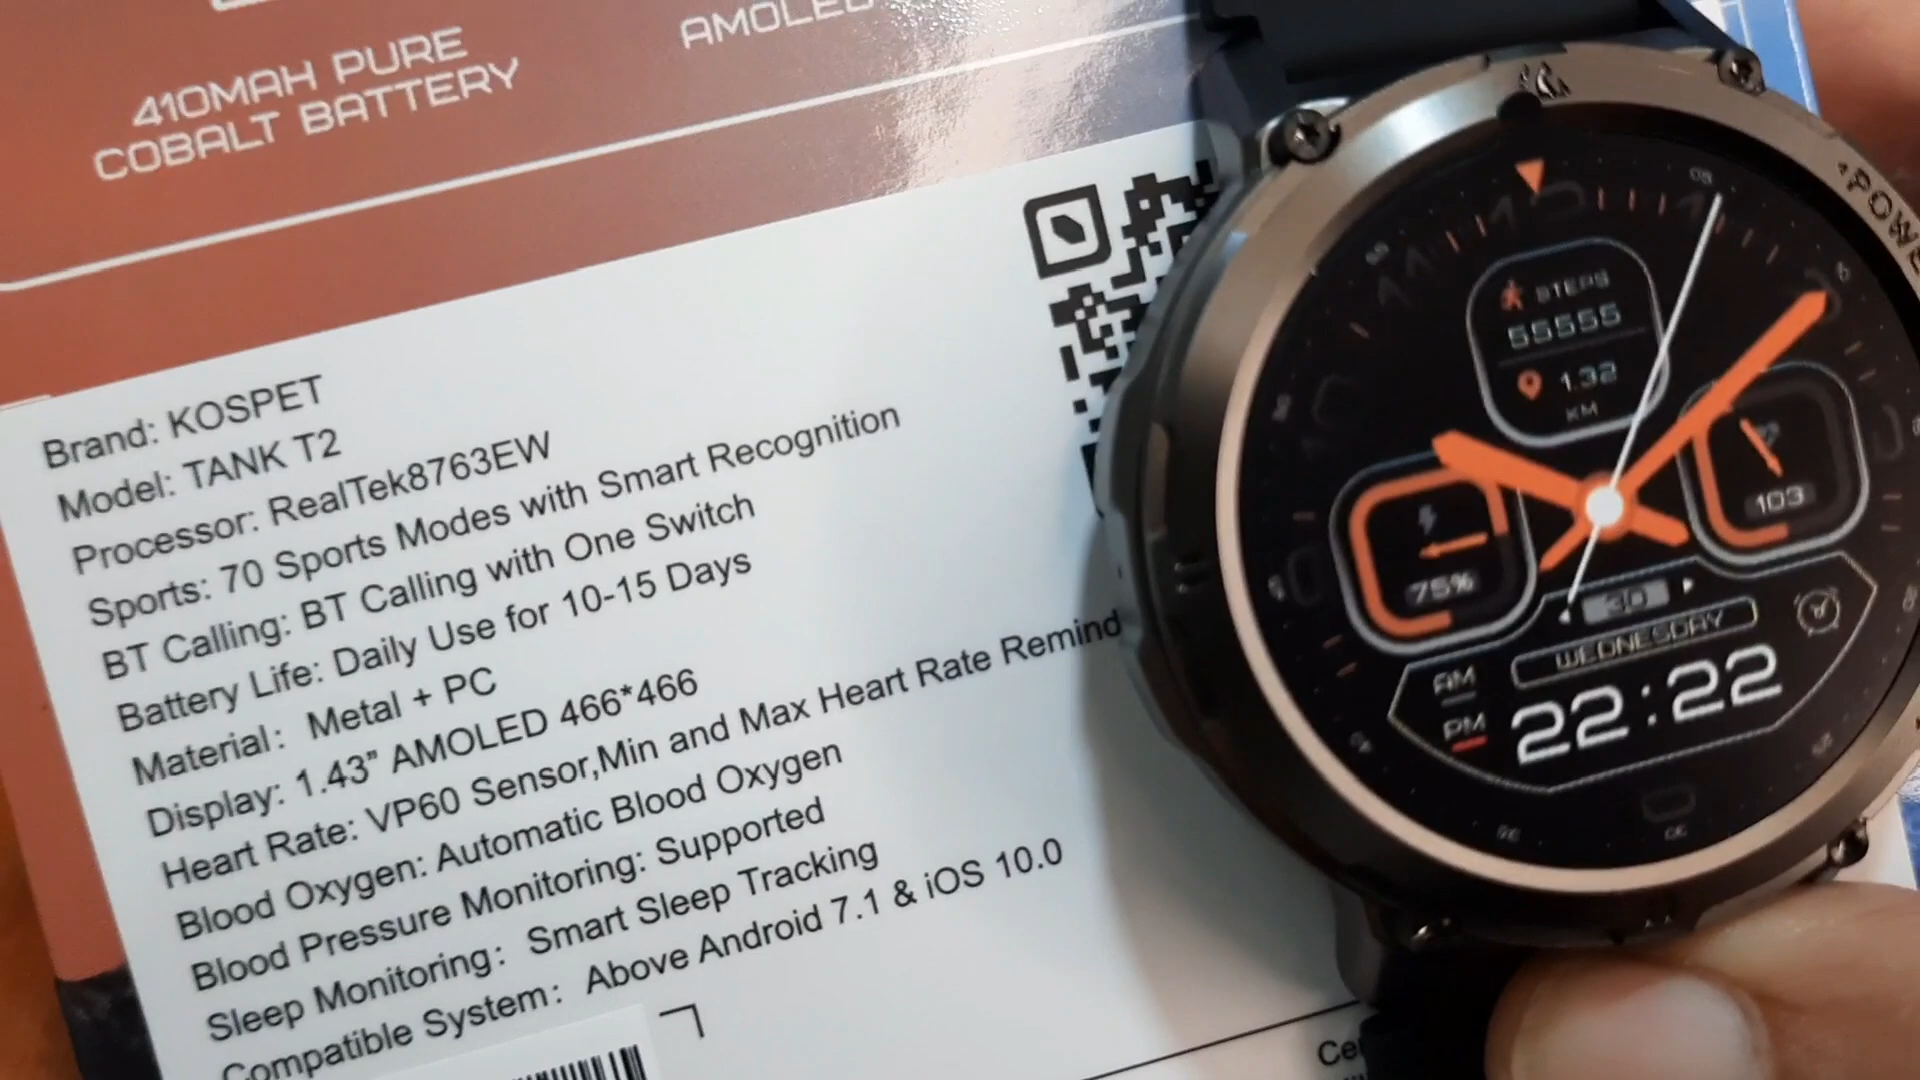 410MAH PURE
COBALT BATTERY
AMOLED
Brand: KOSPET
Model: TANK T2
Processor: RealTek8763EW
Sports: 70 Sports Modes with Smart Recognition
BT Calling: BT Calling with One Switch
Battery Life: Daily Use for 10-15 Days
Material: Metal + PC
Display: 1.43” AMOLED 466*466
Heart Rate: VP60 Sensor,Min and Max Heart Rate Remind
Blood Oxygen: Automatic Blood Oxygen
Blood Pressure Monitoring: Supported
Sleep Monitoring: Smart Sleep Tracking
Compatible System: Above Android 7.1 & iOS 10.0
POWE
STEPS
55555
1.32
KM
75%
103
30
WEDNESDAY
AM
PM
22:22